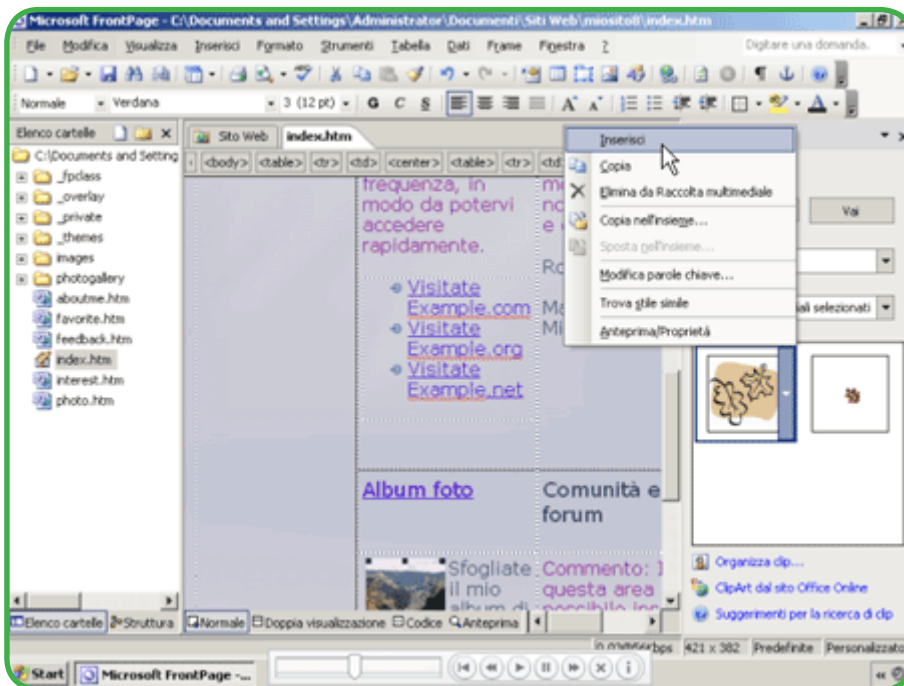 Microsoft FrontPage - C:\Documents and Settings\Administrator\Documenti\Siti Web\miosito8\index.htm
File Modifica Visualizza Inserisci Formato Strumenti Tabella Dati Frame Finestra ? Digitare una domanda.
Normale Verdana 3 (12 pt) G C S
Elenco cartelle
Sito Web index.htm
C:\Documents and Setting
_fpclass
_overlay
_private
_themes
images
photogallery
aboutme.htm
favorite.htm
feedback.htm
index.htm
interest.htm
photo.htm
<body> <table> <tr> <td> <center> <table> <tr> <td
frequenza, in
modo da potervi
accedere
rapidamente.
Visitate
Example.com
Visitate
Example.org
Visitate
Example.net
Album foto
Comunità e
forum
Sfogliate
il mio
album di
Commento: I
questa area
possibile ins
Inserisci
Copia
Elimina da Raccolta multimediale
Copia nell'insieme...
Sposta nell'insieme...
Modifica parole chiave...
Trova stile simile
Anteprima/Proprietà
Vai
ali selezionati
Organizza clip...
ClipArt dal sito Office Online
Suggerimenti per la ricerca di clip
Elenco cartelle Struttura
Normale Doppia visualizzazione Codice Anteprima
421 x 382 Predefinite Personalizzato
Start Microsoft FrontPage -...